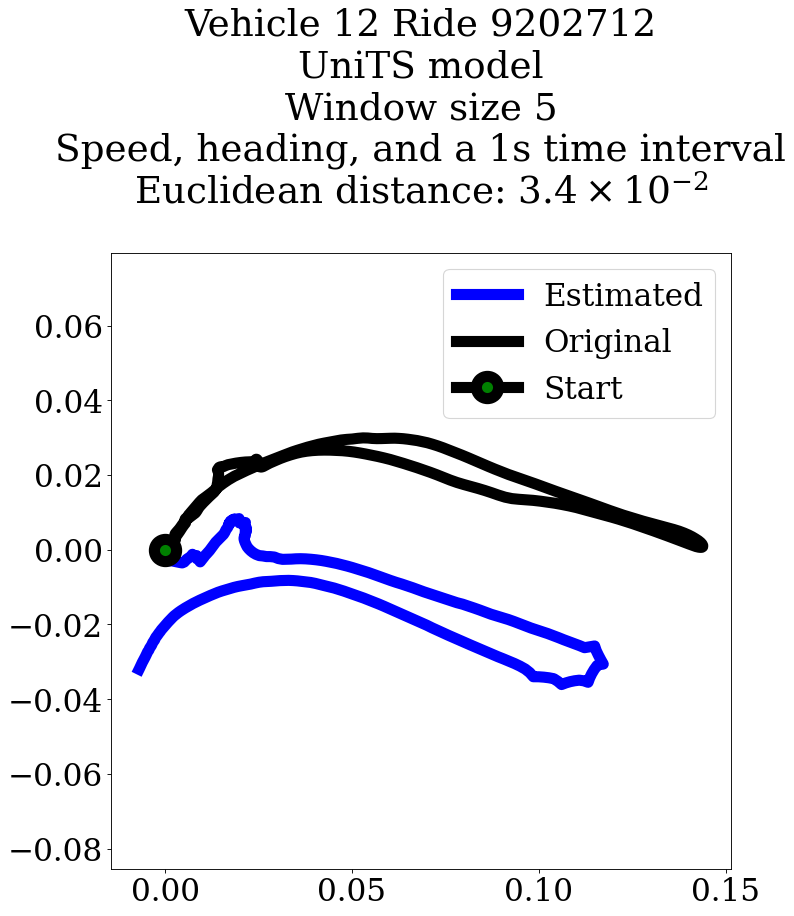 Vehicle 12 Ride 9202712
UniTS model
Window size 5
Speed, heading, and a 1s time interval
Euclidean distance: 3.4 × 10⁻²
Estimated
Original
Start
0.06
0.04
0.02
0.00
−0.02
−0.04
−0.06
−0.08
0.00 0.05 0.10 0.15